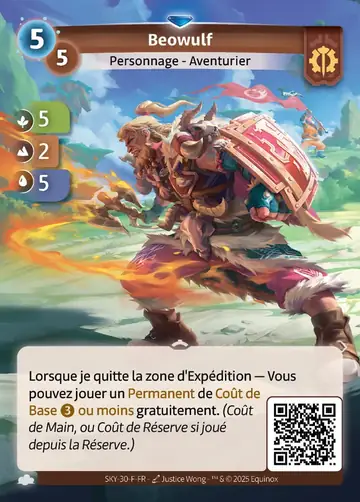 5
5
Beowulf
Personnage - Aventurier
5
2
5
Lorsque je quitte la zone d'Expédition — Vous
pouvez jouer un Permanent de Coût de
Base 3 ou moins gratuitement. (Coût
de Main, ou Coût de Réserve si joué
depuis la Réserve.)
SKY-30-F-FR - Justice Wong - ™ & © 2025 Equinox